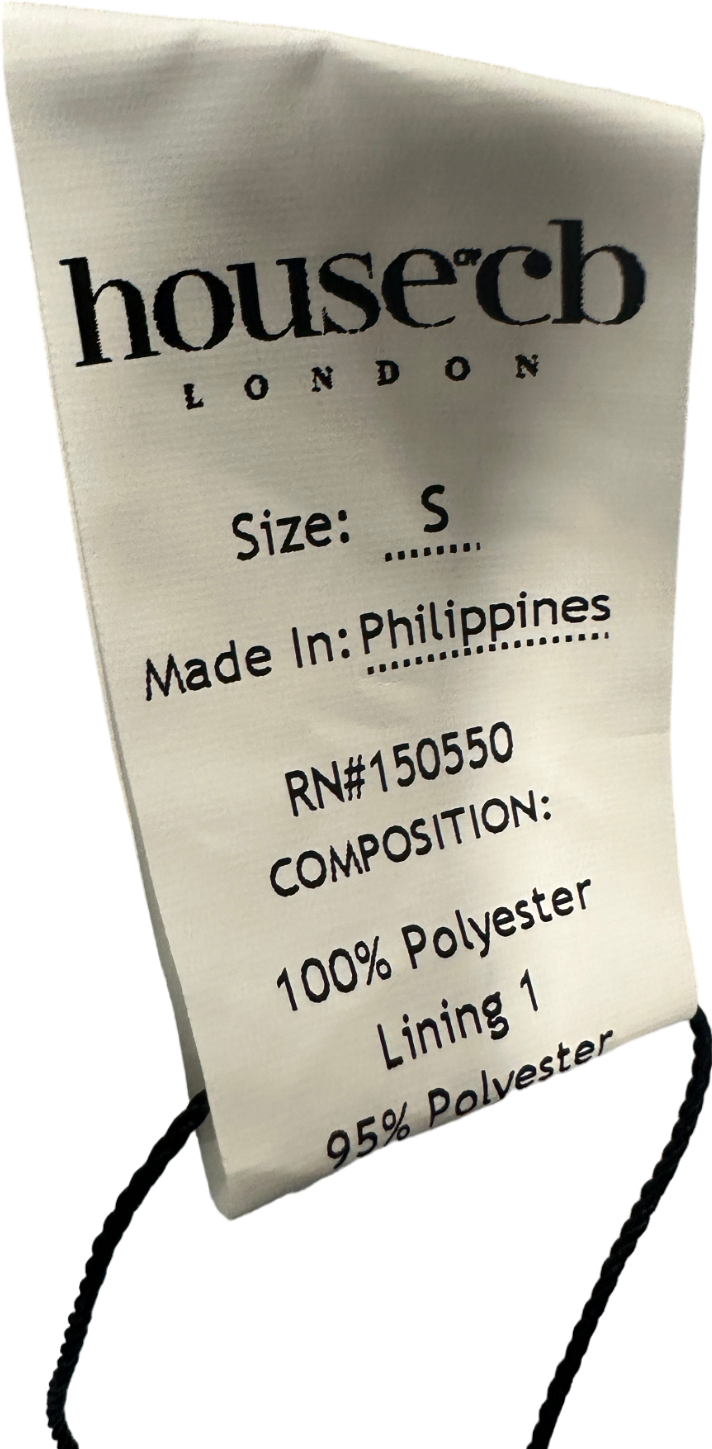 house OF cb
LONDON
Size: S
Made In: Philippines
RN#150550
COMPOSITION:
100% Polyester
Lining 1
95% Polyester